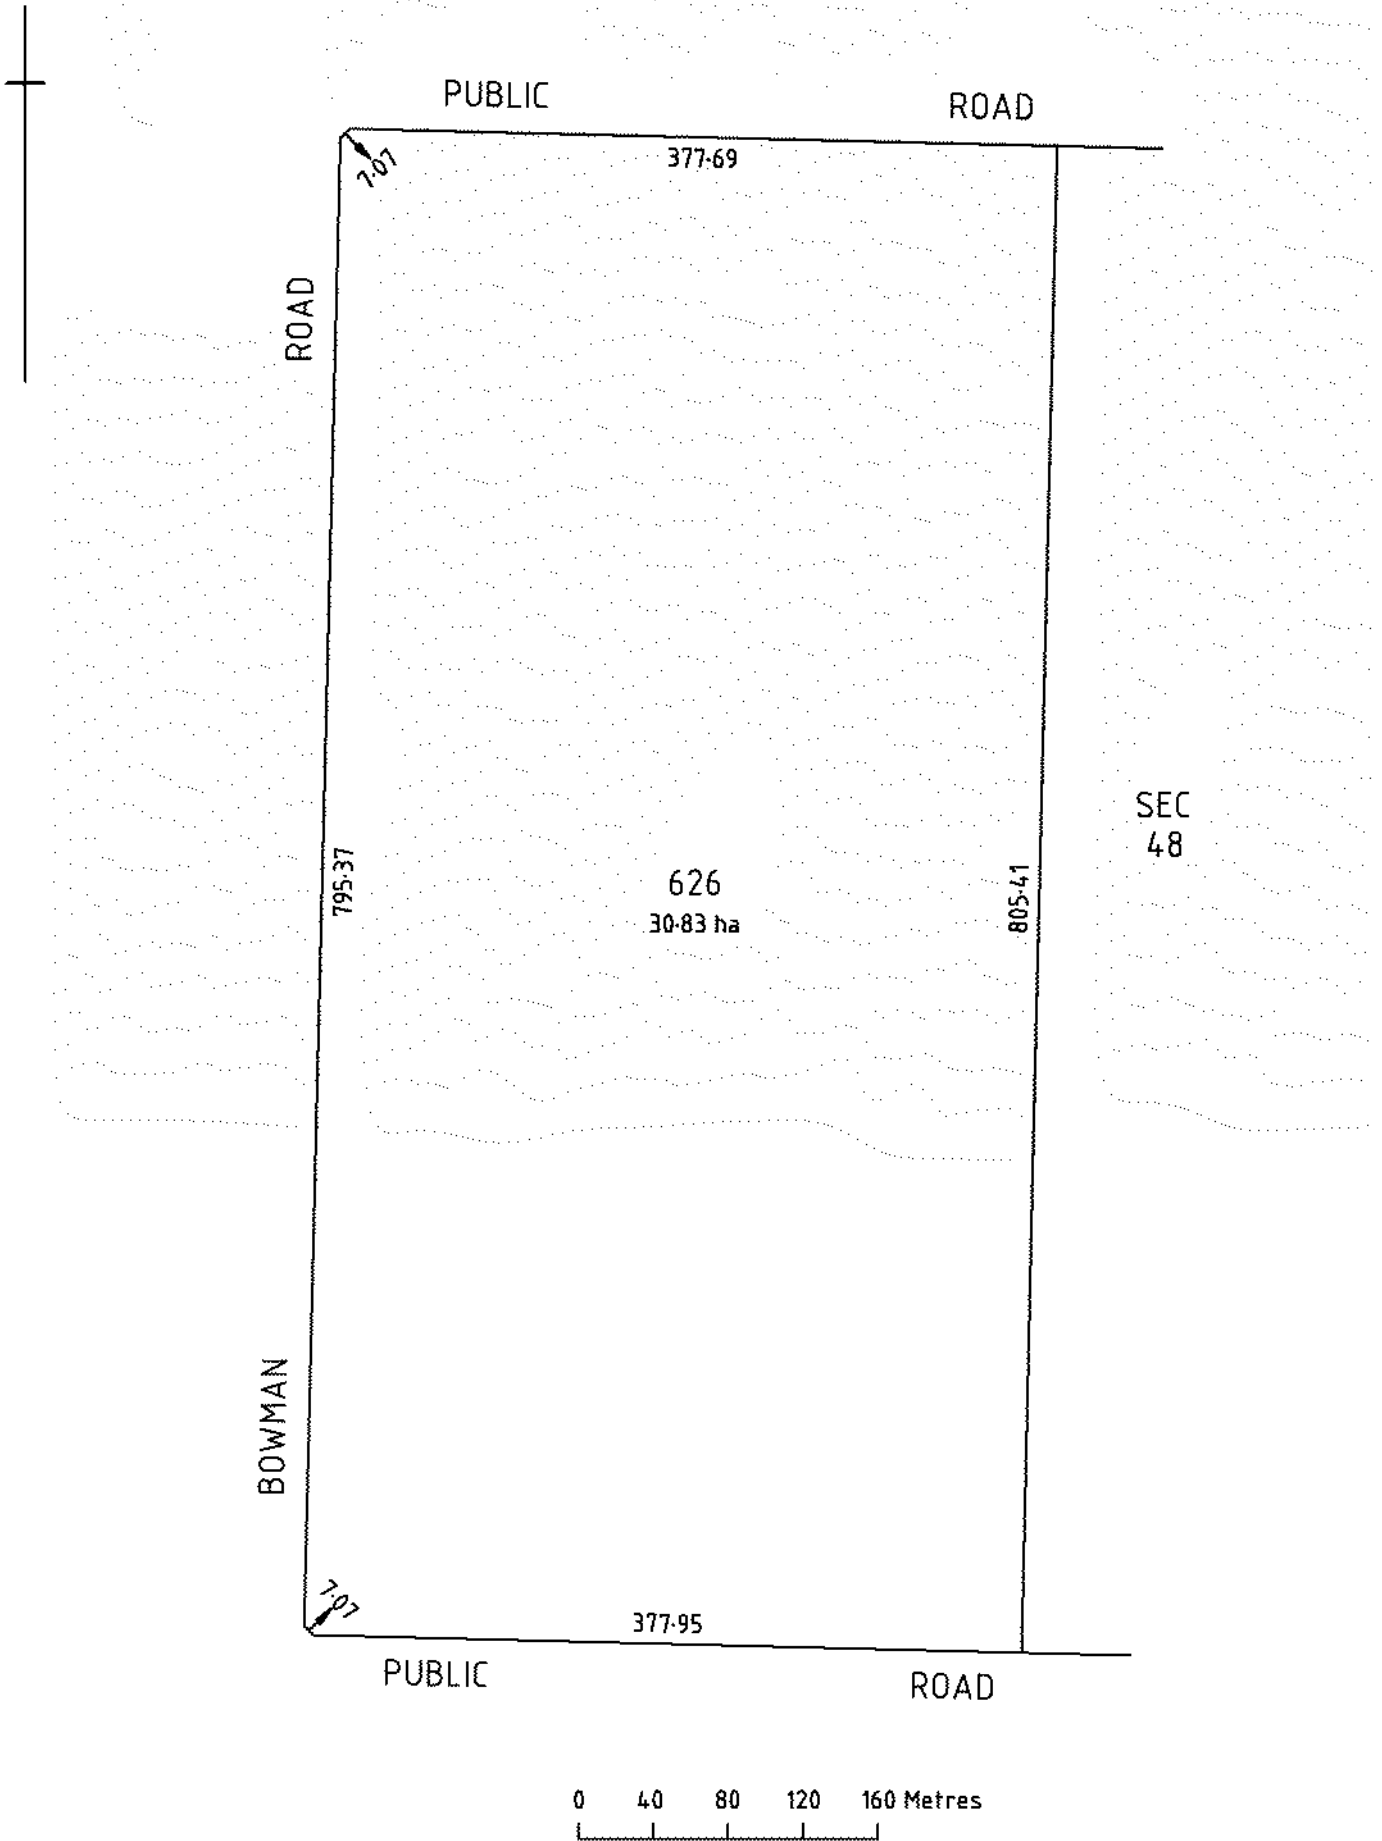 PUBLIC ROAD
377·69
7·07
ROAD
SEC
48
795·37
626
30·83 ha
805·41
BOWMAN
7·07
377·95
PUBLIC ROAD
0 40 80 120 160 Metres